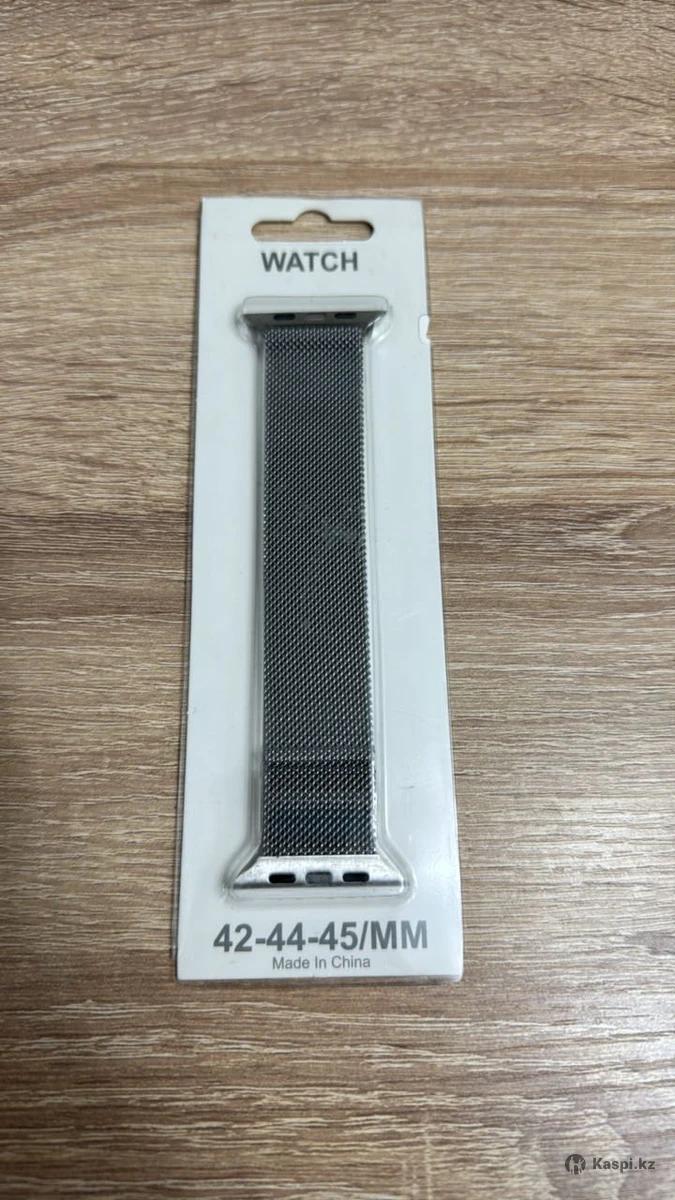 WATCH
42-44-45/MM
Made In China
Kaspi.kz